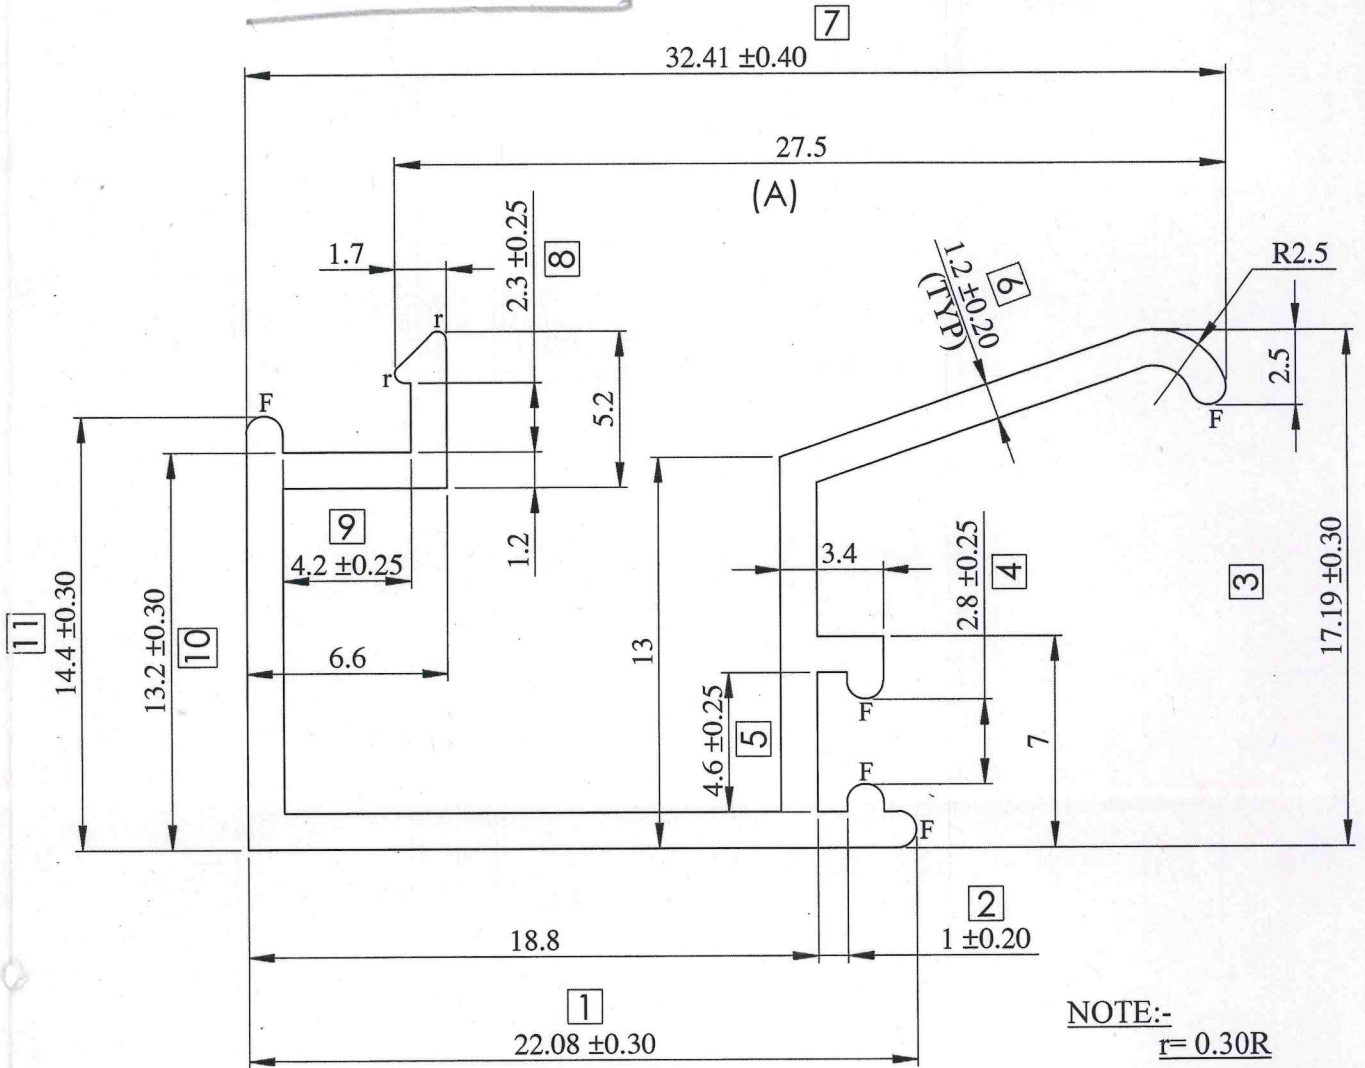 7
32.41 ±0.40
27.5
(A)
1.7
2.3 ±0.25
8
1.2 ±0.20
(TYP)
6
R2.5
r
r
5.2
2.5
F
F
9
4.2 ±0.25
1.2
3.4
2.8 ±0.25
4
3
17.19 ±0.30
11
14.4 ±0.30
13.2 ±0.30
10
6.6
13
4.6 ±0.25
5
F
F
7
F
2
1 ±0.20
18.8
1
22.08 ±0.30
NOTE:-
r= 0.30R